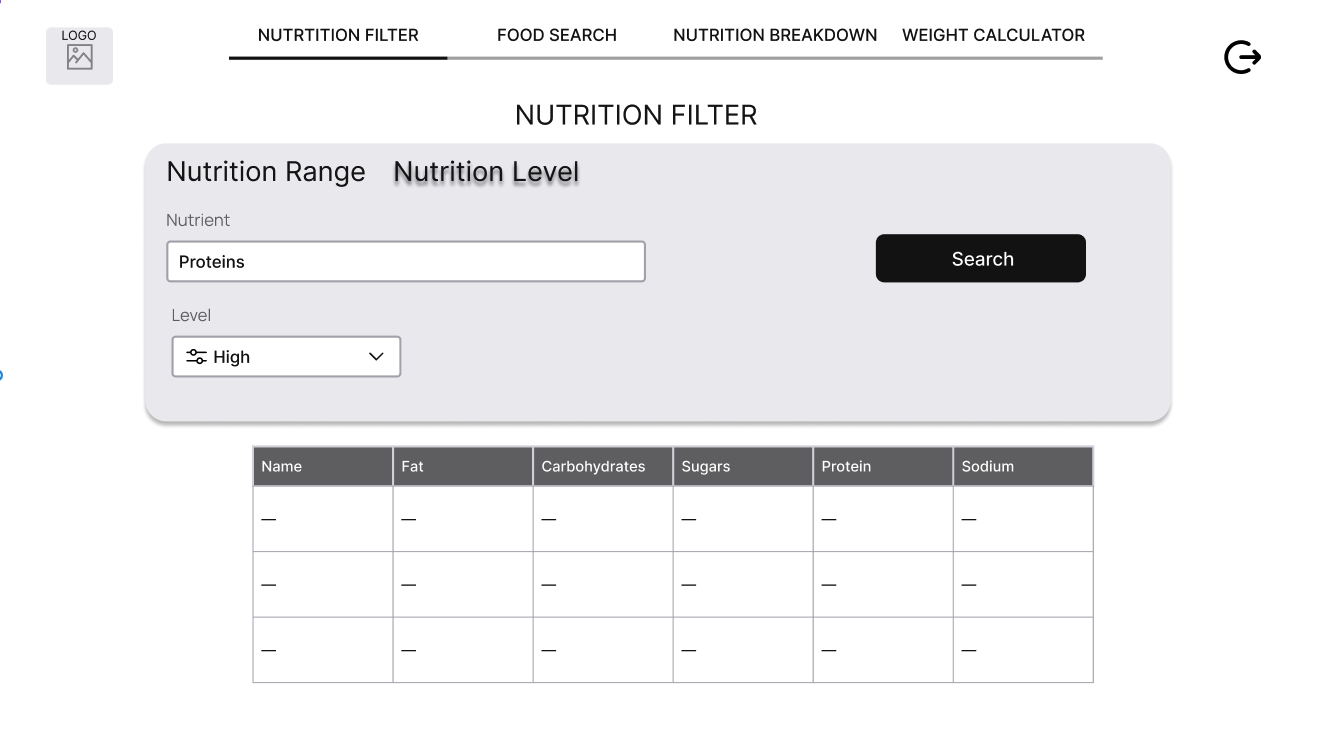 LOGO
NUTRTITION FILTER FOOD SEARCH NUTRITION BREAKDOWN WEIGHT CALCULATOR
NUTRITION FILTER
Nutrition Range Nutrition Level
Nutrient
Proteins
Search
Level
High
Name Fat Carbohydrates Sugars Protein Sodium
— — — — — —
— — — — — —
— — — — — —